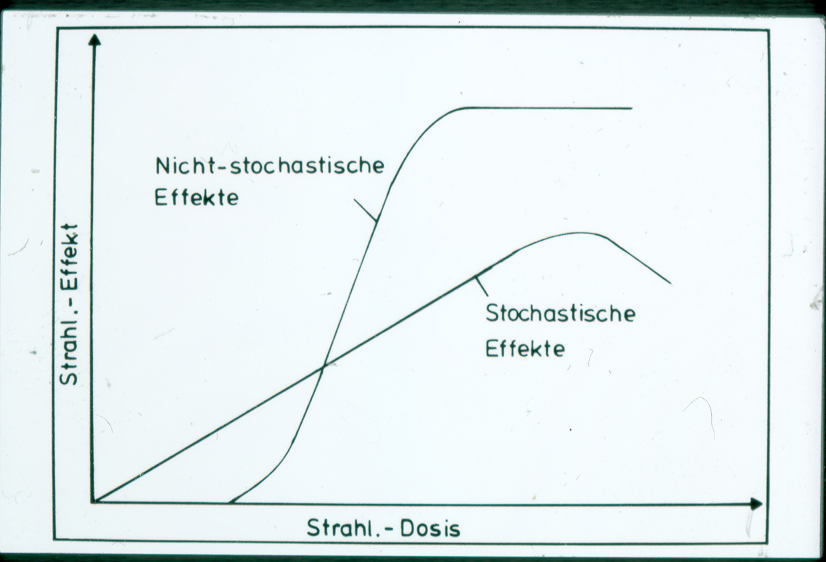 Nicht-stochastische
Effekte
Stochastische
Effekte
Strahl.-Effekt
Strahl.-Dosis